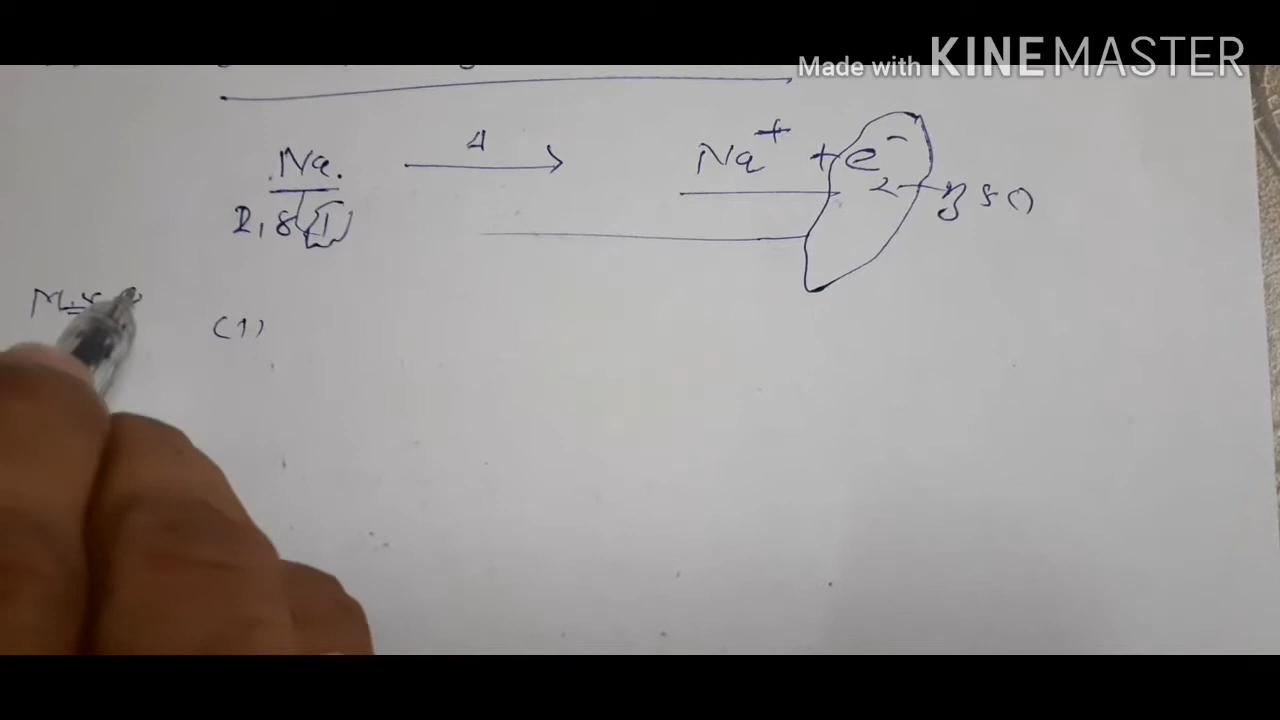 Made with KINEMASTER
Na. Δ Na⁺ + e⁻
2,8,1
(1)